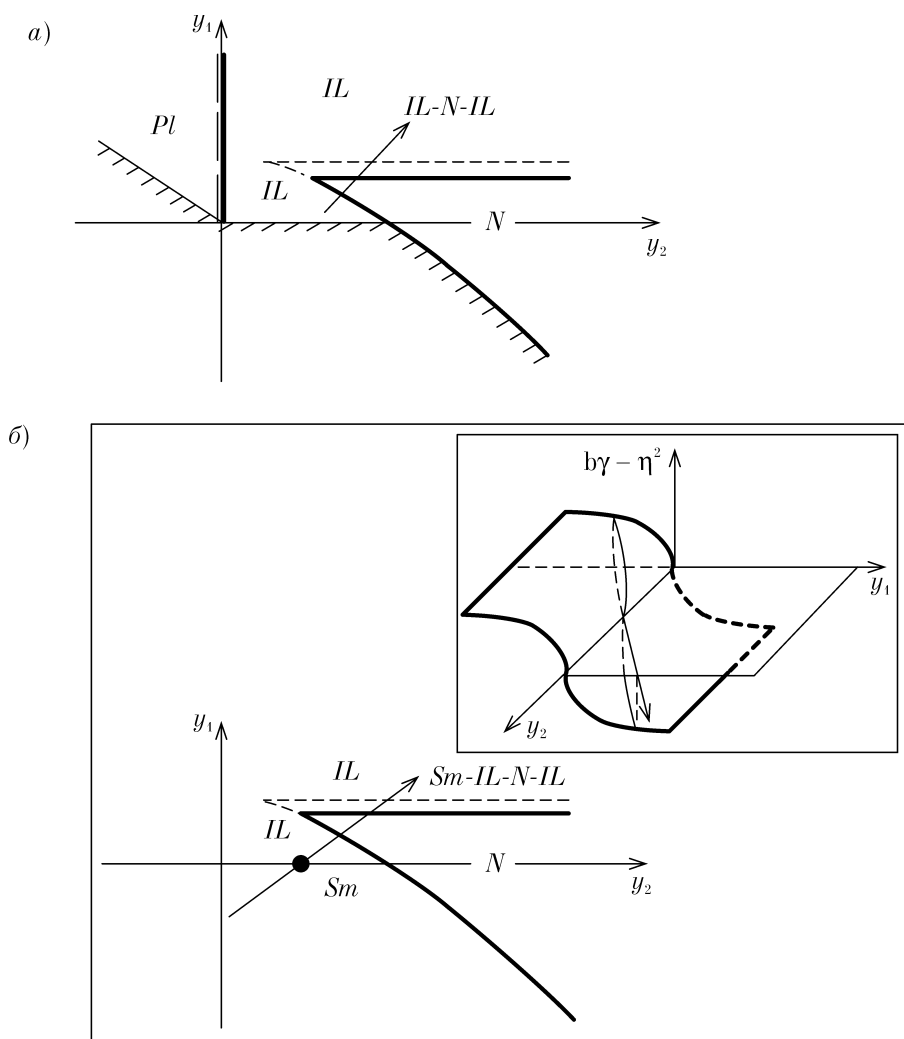 а)
y₁
IL
IL-N-IL
Pl
IL
N
y₂
б)
bγ – η²
y₁
y₂
y₁
IL
Sm-IL-N-IL
IL
N
Sm
y₂